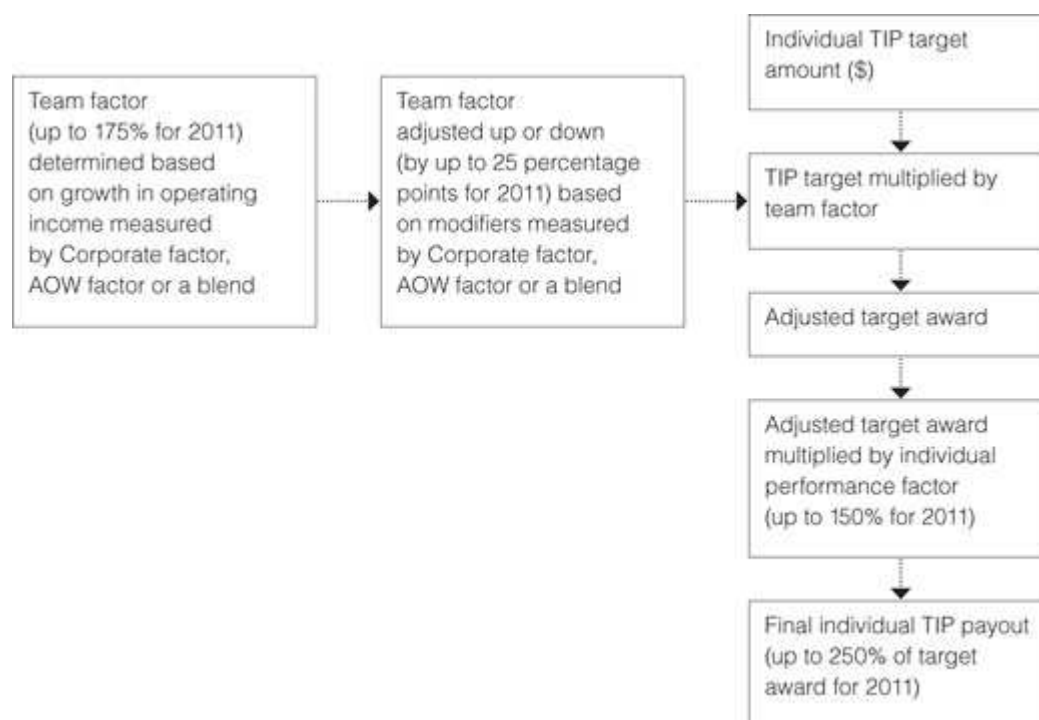 Team factor
(up to 175% for 2011)
determined based
on growth in operating
income measured
by Corporate factor,
AOW factor or a blend
Team factor
adjusted up or down
(by up to 25 percentage
points for 2011) based
on modifiers measured
by Corporate factor,
AOW factor or a blend
Individual TIP target
amount ($)
TIP target multiplied by
team factor
Adjusted target award
Adjusted target award
multiplied by individual
performance factor
(up to 150% for 2011)
Final individual TIP payout
(up to 250% of target
award for 2011)